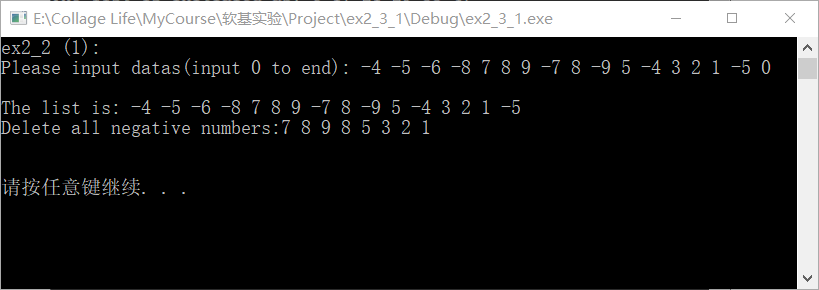 E:\Collage Life\MyCourse\软基实验\Project\ex2_3_1\Debug\ex2_3_1.exe
ex2_2 (1):
Please input datas(input 0 to end): -4 -5 -6 -8 7 8 9 -7 8 -9 5 -4 3 2 1 -5 0
The list is: -4 -5 -6 -8 7 8 9 -7 8 -9 5 -4 3 2 1 -5
Delete all negative numbers:7 8 9 8 5 3 2 1
请按任意键继续. . .